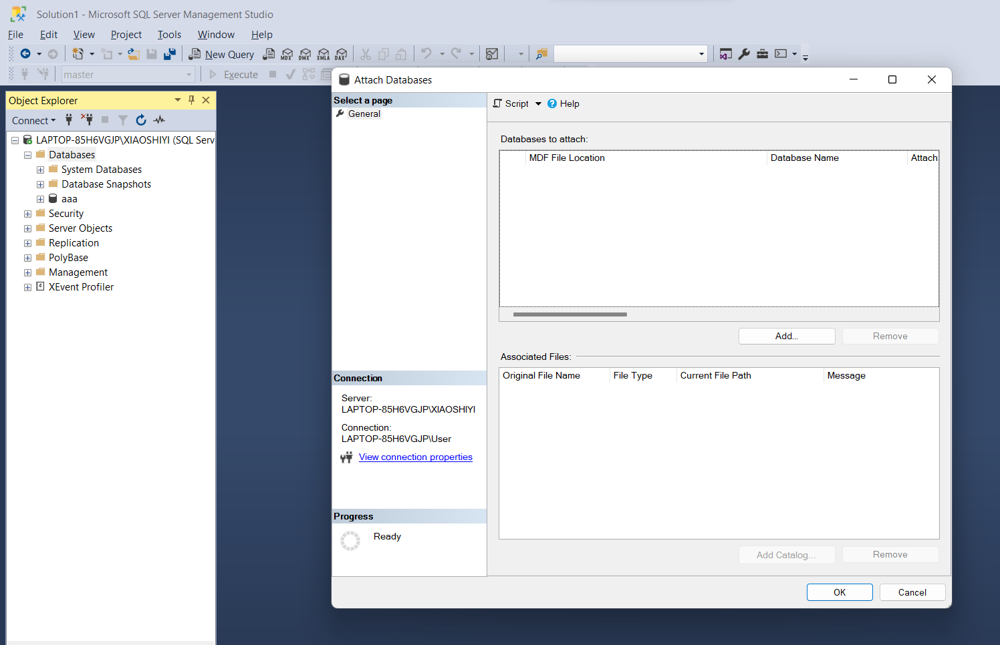 Solution1 - Microsoft SQL Server Management Studio
File Edit View Project Tools Window Help
New Query MDX DMX XMLA DAX
master Execute
Object Explorer
Connect
LAPTOP-85H6VGJP\XIAOSHIYI (SQL Serv
Databases
System Databases
Database Snapshots
aaa
Security
Server Objects
Replication
PolyBase
Management
XEvent Profiler
Attach Databases
Select a page
General
Connection
Server:
LAPTOP-85H6VGJP\XIAOSHIYI
Connection:
LAPTOP-85H6VGJP\User
View connection properties
Progress
Ready
Script Help
Databases to attach:
MDF File Location Database Name Attach
Add... Remove
Associated Files:
Original File Name File Type Current File Path Message
Add Catalog... Remove
OK Cancel